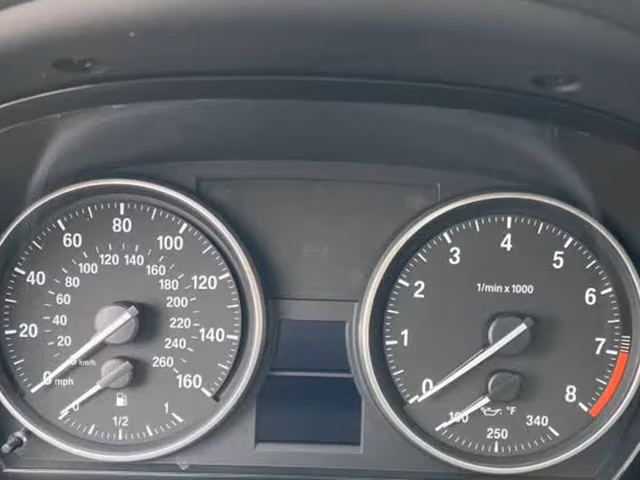 0 20 40 60 80 100 120 140 160
mph
20 40 60 80 100 120 140 160 180 200 220 240 260
km/h
0 1/2 1
0 1 2 3 4 5 6 7 8
1/min x 1000
250 340
°F